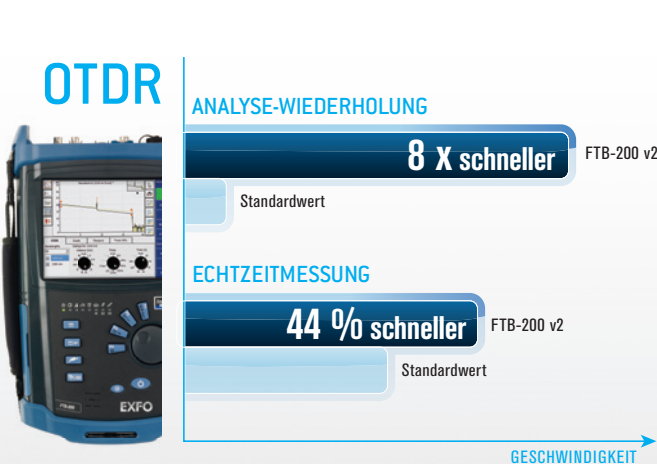 OTDR
ANALYSE-WIEDERHOLUNG
8 X schneller
FTB-200 v2
Standardwert
ECHTZEITMESSUNG
44 % schneller
FTB-200 v2
Standardwert
EXFO
GESCHWINDIGKEIT